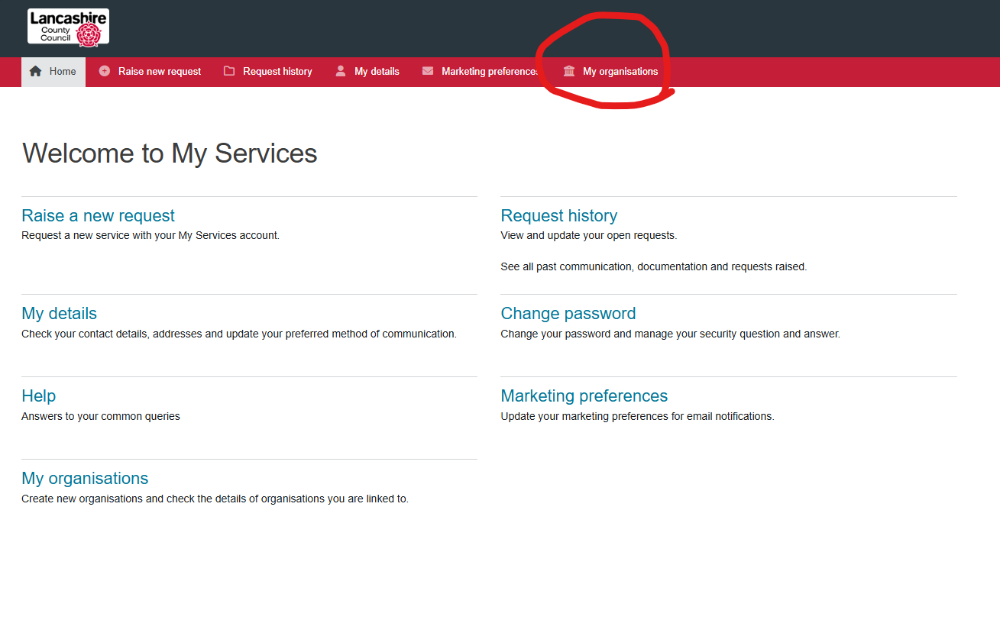 Lancashire
County
Council
Home Raise new request Request history My details Marketing preferences My organisations
Welcome to My Services
Raise a new request
Request a new service with your My Services account.
Request history
View and update your open requests.
See all past communication, documentation and requests raised.
My details
Check your contact details, addresses and update your preferred method of communication.
Change password
Change your password and manage your security question and answer.
Help
Answers to your common queries
Marketing preferences
Update your marketing preferences for email notifications.
My organisations
Create new organisations and check the details of organisations you are linked to.